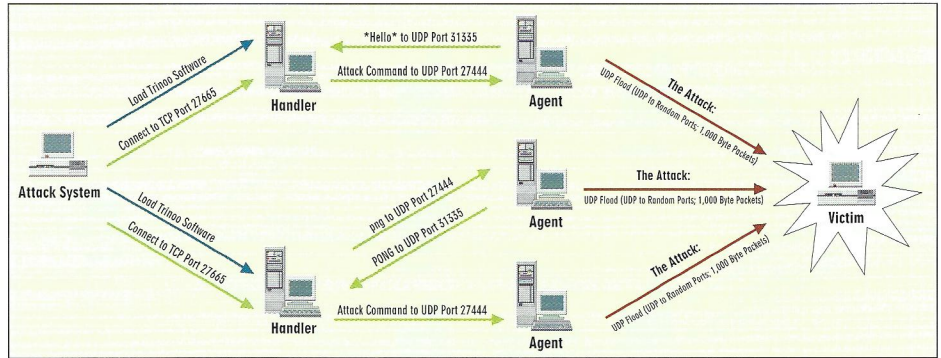 *Hello* to UDP Port 31335
Load Trinoo Software
Attack Command to UDP Port 27444
Handler
Agent
Connect to TCP Port 27665
The Attack:
UDP Flood (UDP to Random Ports; 1,000 Byte Packets)
Attack System
png to UDP Port 27444
The Attack:
UDP Flood (UDP to Random Ports; 1,000 Byte Packets)
Agent
Victim
Load Trinoo Software
Connect to TCP Port 27665
PONG to UDP Port 31335
The Attack:
UDP Flood (UDP to Random Ports; 1,000 Byte Packets)
Handler
Attack Command to UDP Port 27444
Agent